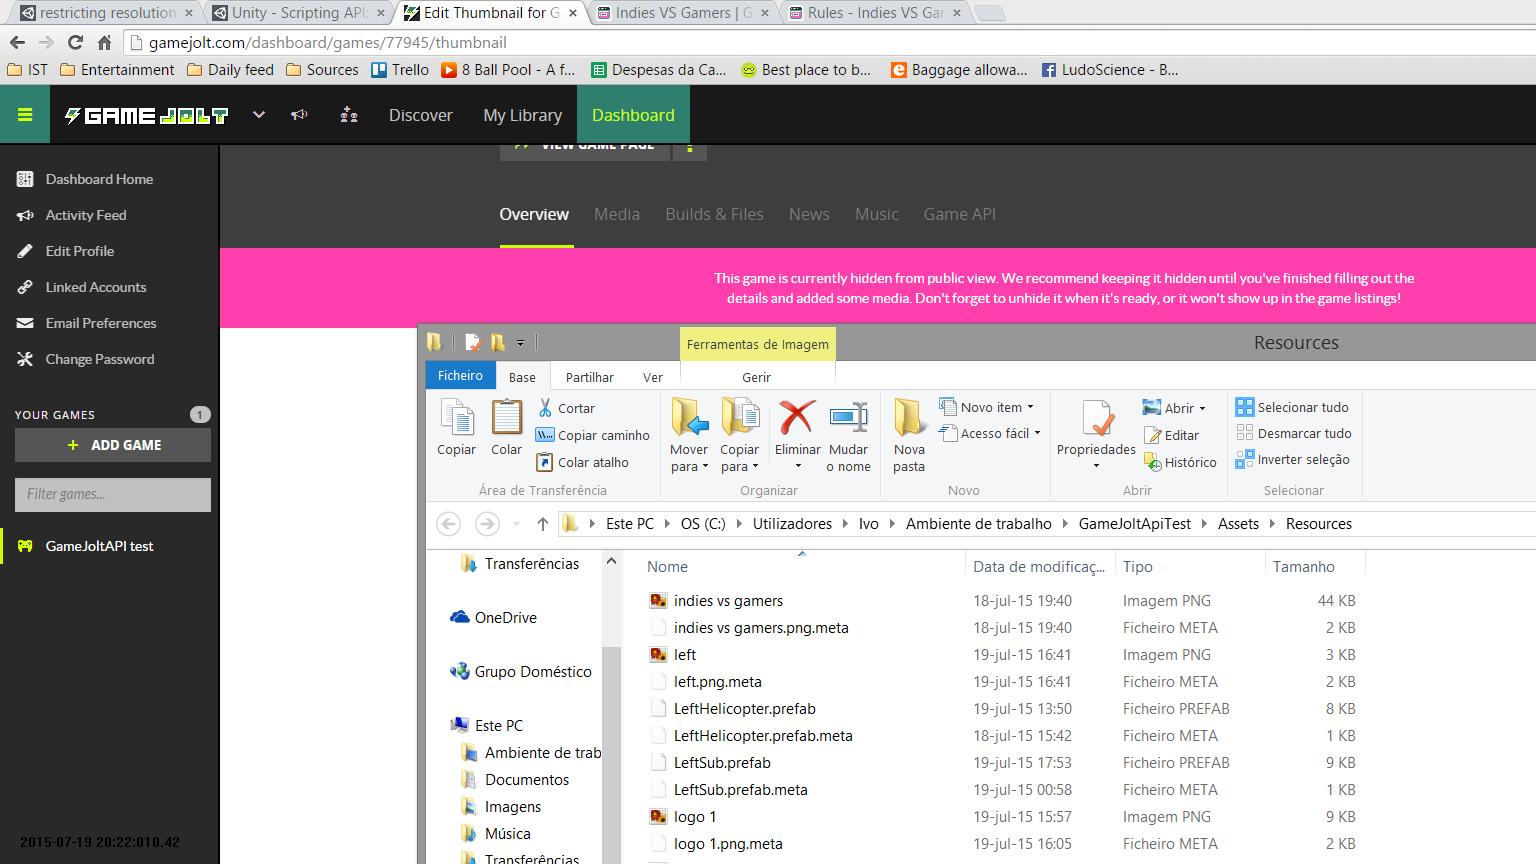 restricting resolution
Unity - Scripting API:
Edit Thumbnail for G
Indies VS Gamers | G
Rules - Indies VS Gar
gamejolt.com/dashboard/games/77945/thumbnail
IST
Entertainment
Daily feed
Sources
Trello
8 Ball Pool - A f...
Despesas da Ca...
Best place to b...
Baggage allowa...
LudoScience - B...
GAME JOLT
Discover
My Library
Dashboard
VIEW GAME PAGE
Dashboard Home
Activity Feed
Edit Profile
Linked Accounts
Email Preferences
Change Password
YOUR GAMES 1
+ ADD GAME
Filter games...
GameJoltAPI test
2015-07-19 20:22:010.42
Overview
Media
Builds & Files
News
Music
Game API
This game is currently hidden from public view. We recommend keeping it hidden until you've finished filling out the
details and added some media. Don't forget to unhide it when it's ready, or it won't show up in the game listings!
Ferramentas de Imagem
Resources
Ficheiro
Base
Partilhar
Ver
Gerir
Copiar
Colar
Cortar
Copiar caminho
Colar atalho
Área de Transferência
Mover
para
Copiar
para
Eliminar
Mudar
o nome
Organizar
Nova
pasta
Novo item
Acesso fácil
Novo
Propriedades
Abrir
Editar
Histórico
Abrir
Selecionar tudo
Desmarcar tudo
Inverter seleção
Selecionar
Este PC
OS (C:)
Utilizadores
Ivo
Ambiente de trabalho
GameJoltApiTest
Assets
Resources
Transferências
OneDrive
Grupo Doméstico
Este PC
Ambiente de trab
Documentos
Imagens
Música
Transferências
Nome Data de modificaç... Tipo Tamanho
indies vs gamers 18-jul-15 19:40 Imagem PNG 44 KB
indies vs gamers.png.meta 18-jul-15 19:40 Ficheiro META 2 KB
left 19-jul-15 16:41 Imagem PNG 3 KB
left.png.meta 19-jul-15 16:41 Ficheiro META 2 KB
LeftHelicopter.prefab 19-jul-15 13:50 Ficheiro PREFAB 8 KB
LeftHelicopter.prefab.meta 18-jul-15 15:42 Ficheiro META 1 KB
LeftSub.prefab 19-jul-15 17:53 Ficheiro PREFAB 9 KB
LeftSub.prefab.meta 19-jul-15 00:58 Ficheiro META 1 KB
logo 1 19-jul-15 15:57 Imagem PNG 9 KB
logo 1.png.meta 19-jul-15 16:05 Ficheiro META 2 KB